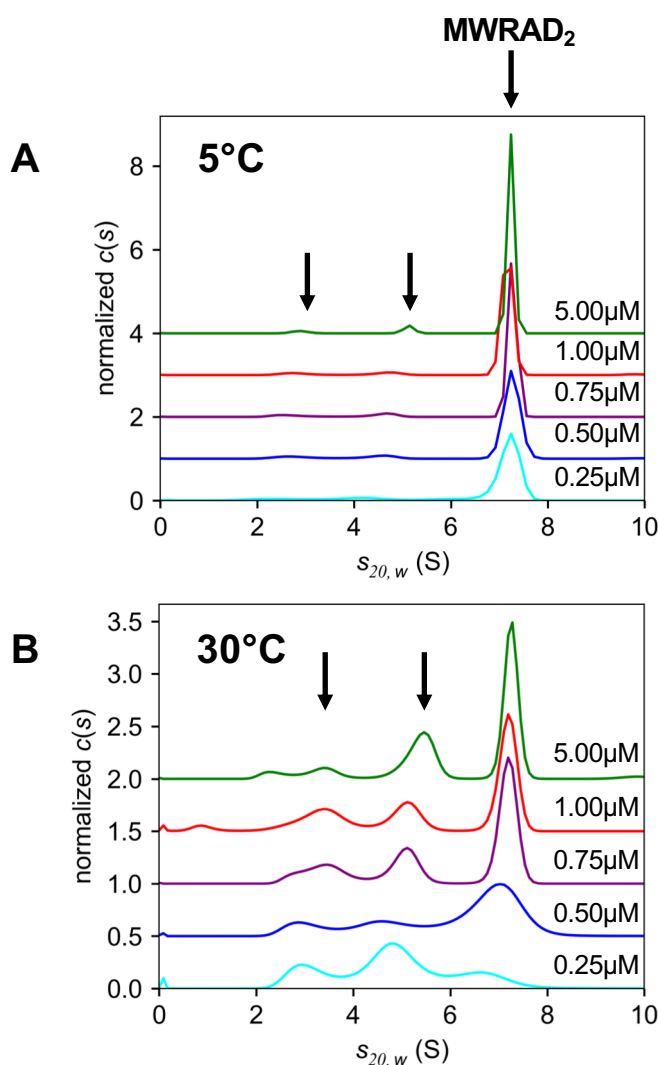 MWRAD₂
A
5°C
normalized c(s)
8
6
4
2
0
5.00µM
1.00µM
0.75µM
0.50µM
0.25µM
0 2 4 6 8 10
s20, w (S)
B
30°C
normalized c(s)
3.5
3.0
2.5
2.0
1.5
1.0
0.5
0.0
5.00µM
1.00µM
0.75µM
0.50µM
0.25µM
0 2 4 6 8 10
s20, w (S)